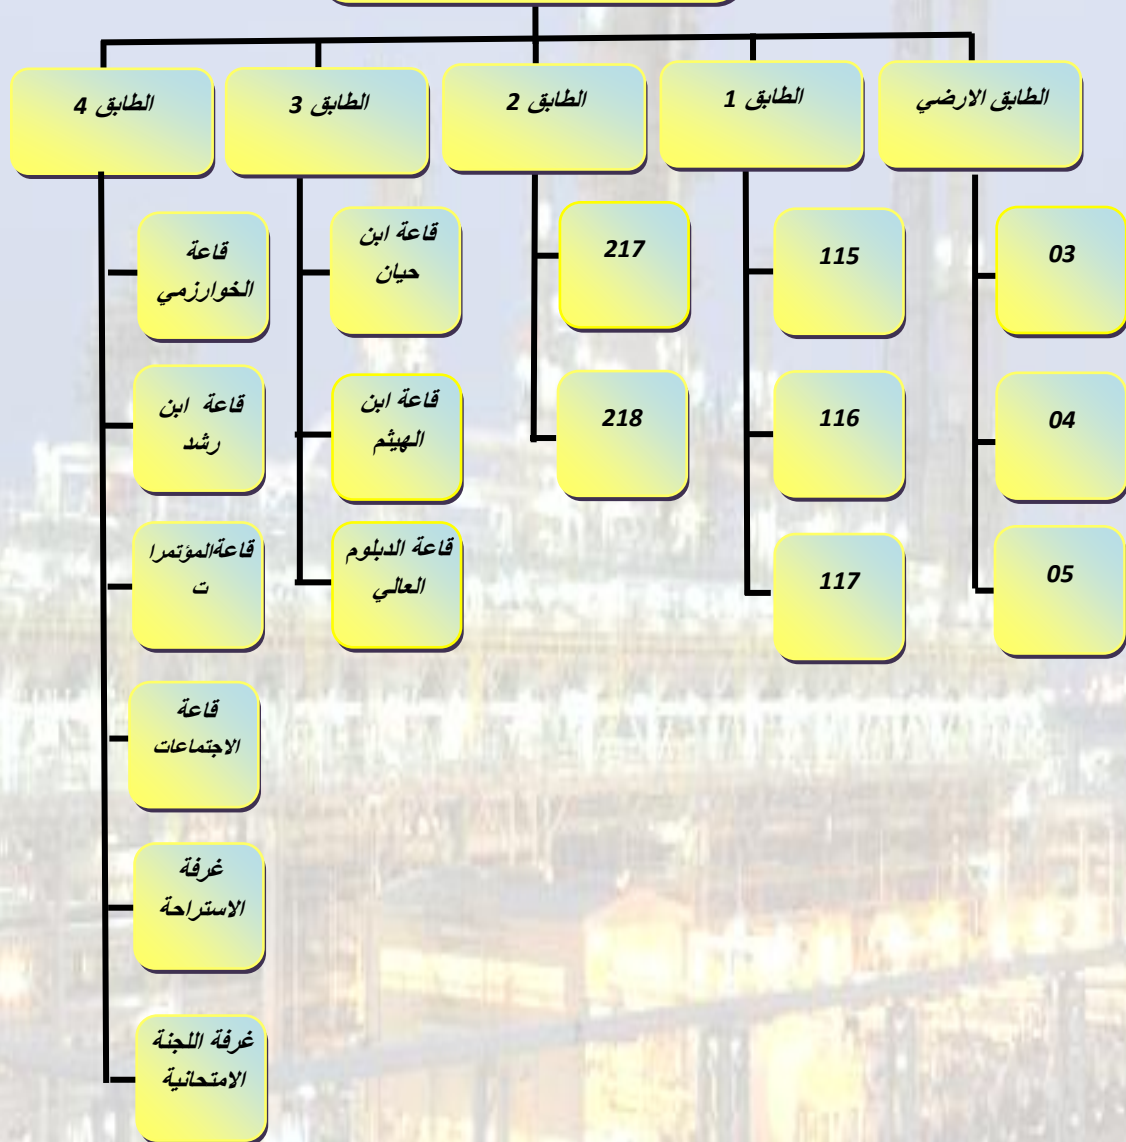 الطابق الارضي
الطابق 1
الطابق 2
الطابق 3
الطابق 4
03
04
05
115
116
117
217
218
قاعة ابن
حيان
قاعة ابن
الهيثم
قاعة الدبلوم
العالي
قاعة
الخوارزمي
قاعة ابن
رشد
قاعةالمؤتمرا
ت
قاعة
الاجتماعات
غرفة
الاستراحة
غرفة اللجنة
الامتحانية